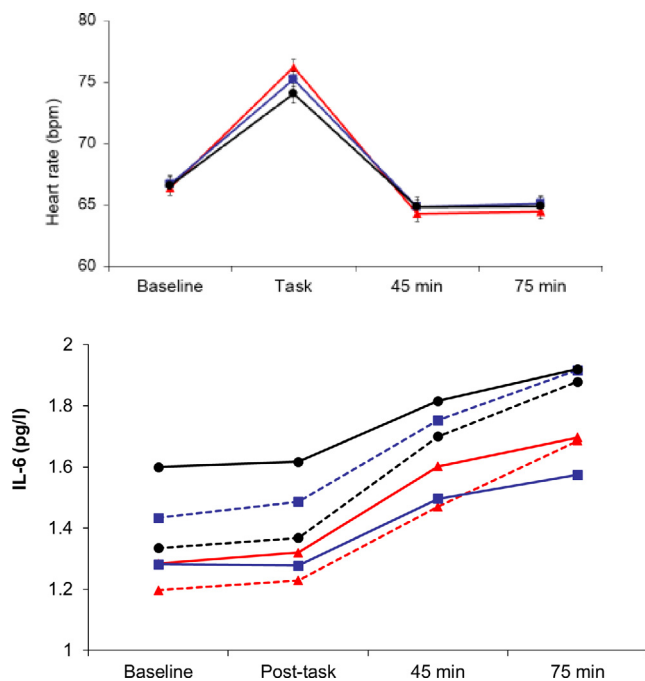 80
75
70
65
60
Heart rate (bpm)
Baseline Task 45 min 75 min
2
1.8
1.6
1.4
1.2
1
IL-6 (pg/l)
Baseline Post-task 45 min 75 min